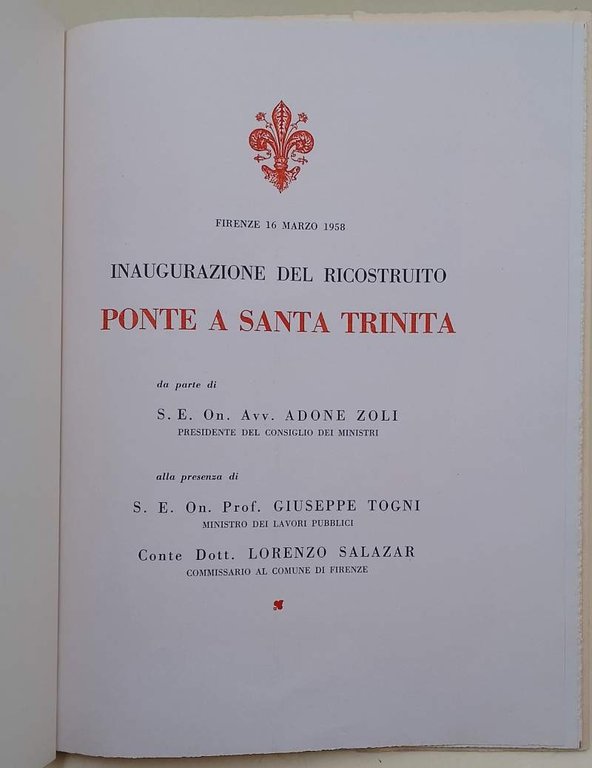 FIRENZE 16 MARZO 1958
INAUGURAZIONE DEL RICOSTRUITO
PONTE A SANTA TRINITA
da parte di
S. E. On. Avv. ADONE ZOLI
PRESIDENTE DEL CONSIGLIO DEI MINISTRI
alla presenza di
S. E. On. Prof. GIUSEPPE TOGNI
MINISTRO DEI LAVORI PUBBLICI
Conte Dott. LORENZO SALAZAR
COMMISSARIO AL COMUNE DI FIRENZE